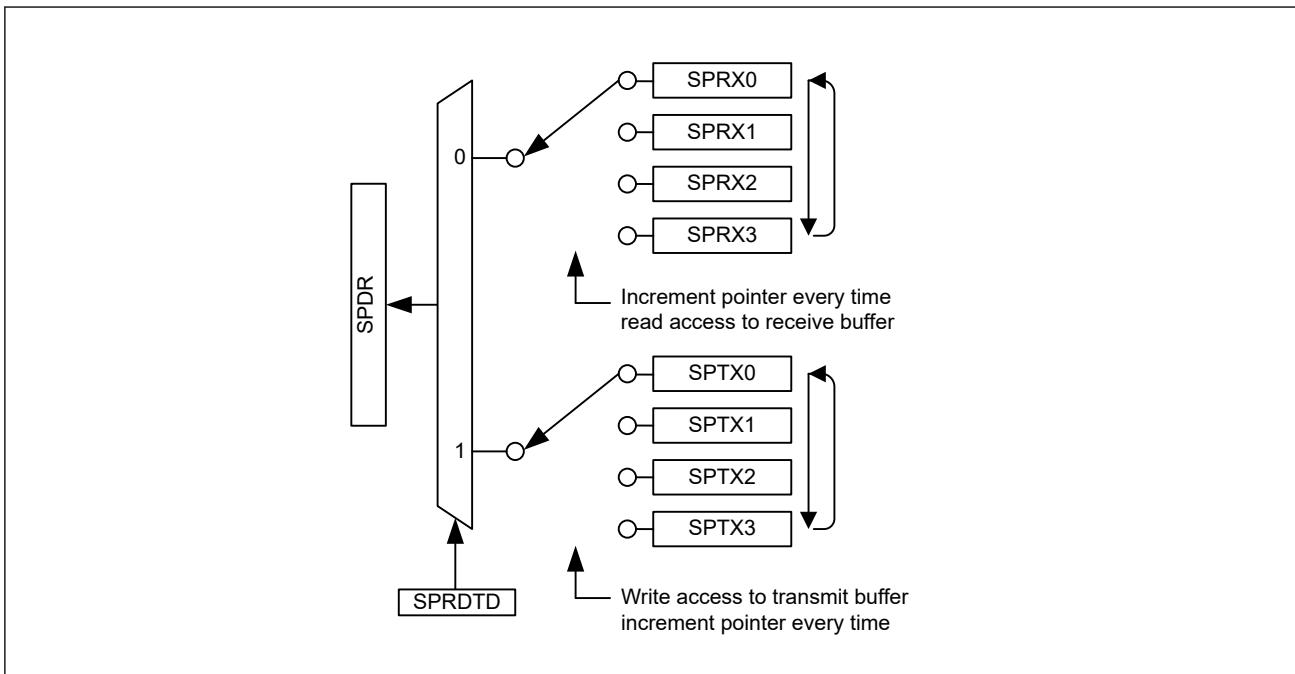 SPRX0
SPRX1
0
SPRX2
SPRX3
SPDR
Increment pointer every time
read access to receive buffer
SPTX0
SPTX1
1
SPTX2
SPTX3
SPRDTD
Write access to transmit buffer
increment pointer every time